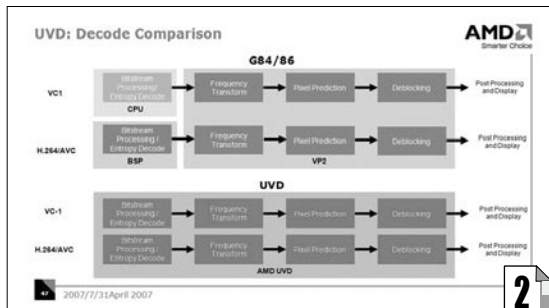 UVD: Decode Comparison
AMD
Smarter Choice
G84/86
VC1
Bitstream
Processing/
Entropy Decode
CPU
Frequency
Transform
Pixel Prediction
Deblocking
Post Processing
and Display
H.264/AVC
Bitstream
Processing /
Entropy Decode
BSP
Frequency
Transform
Pixel Prediction
Deblocking
VP2
Post Processing
and Display
UVD
VC-1
Bitstream
Processing /
Entropy Decode
Frequency
Transform
Pixel Prediction
Deblocking
Post Processing
and Display
H.264/AVC
Bitstream
Processing /
Entropy Decode
Frequency
Transform
Pixel Prediction
Deblocking
Post Processing
and Display
AMD UVD
47
2007/7/31April 2007
2